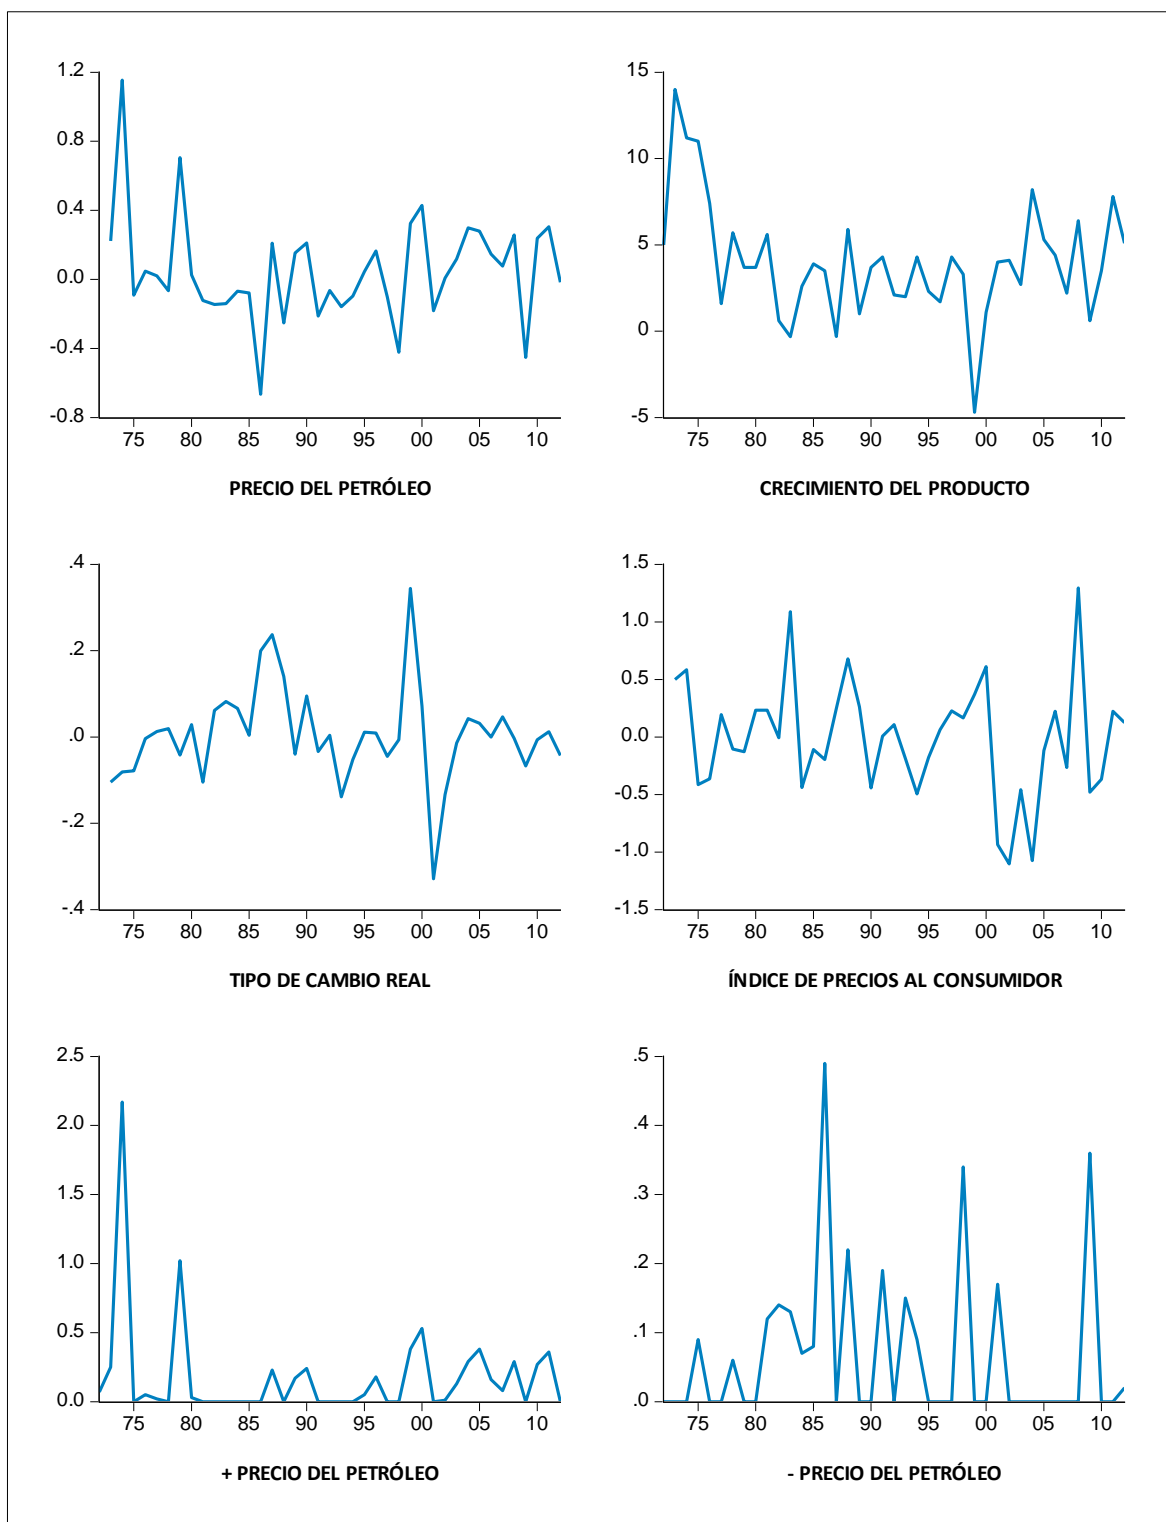 1.2
0.8
0.4
0.0
-0.4
-0.8
75 80 85 90 95 00 05 10
PRECIO DEL PETRÓLEO
15
10
5
0
-5
75 80 85 90 95 00 05 10
CRECIMIENTO DEL PRODUCTO
.4
.2
.0
-.2
-.4
75 80 85 90 95 00 05 10
TIPO DE CAMBIO REAL
1.5
1.0
0.5
0.0
-0.5
-1.0
-1.5
75 80 85 90 95 00 05 10
ÍNDICE DE PRECIOS AL CONSUMIDOR
2.5
2.0
1.5
1.0
0.5
0.0
75 80 85 90 95 00 05 10
+ PRECIO DEL PETRÓLEO
.5
.4
.3
.2
.1
.0
75 80 85 90 95 00 05 10
- PRECIO DEL PETRÓLEO